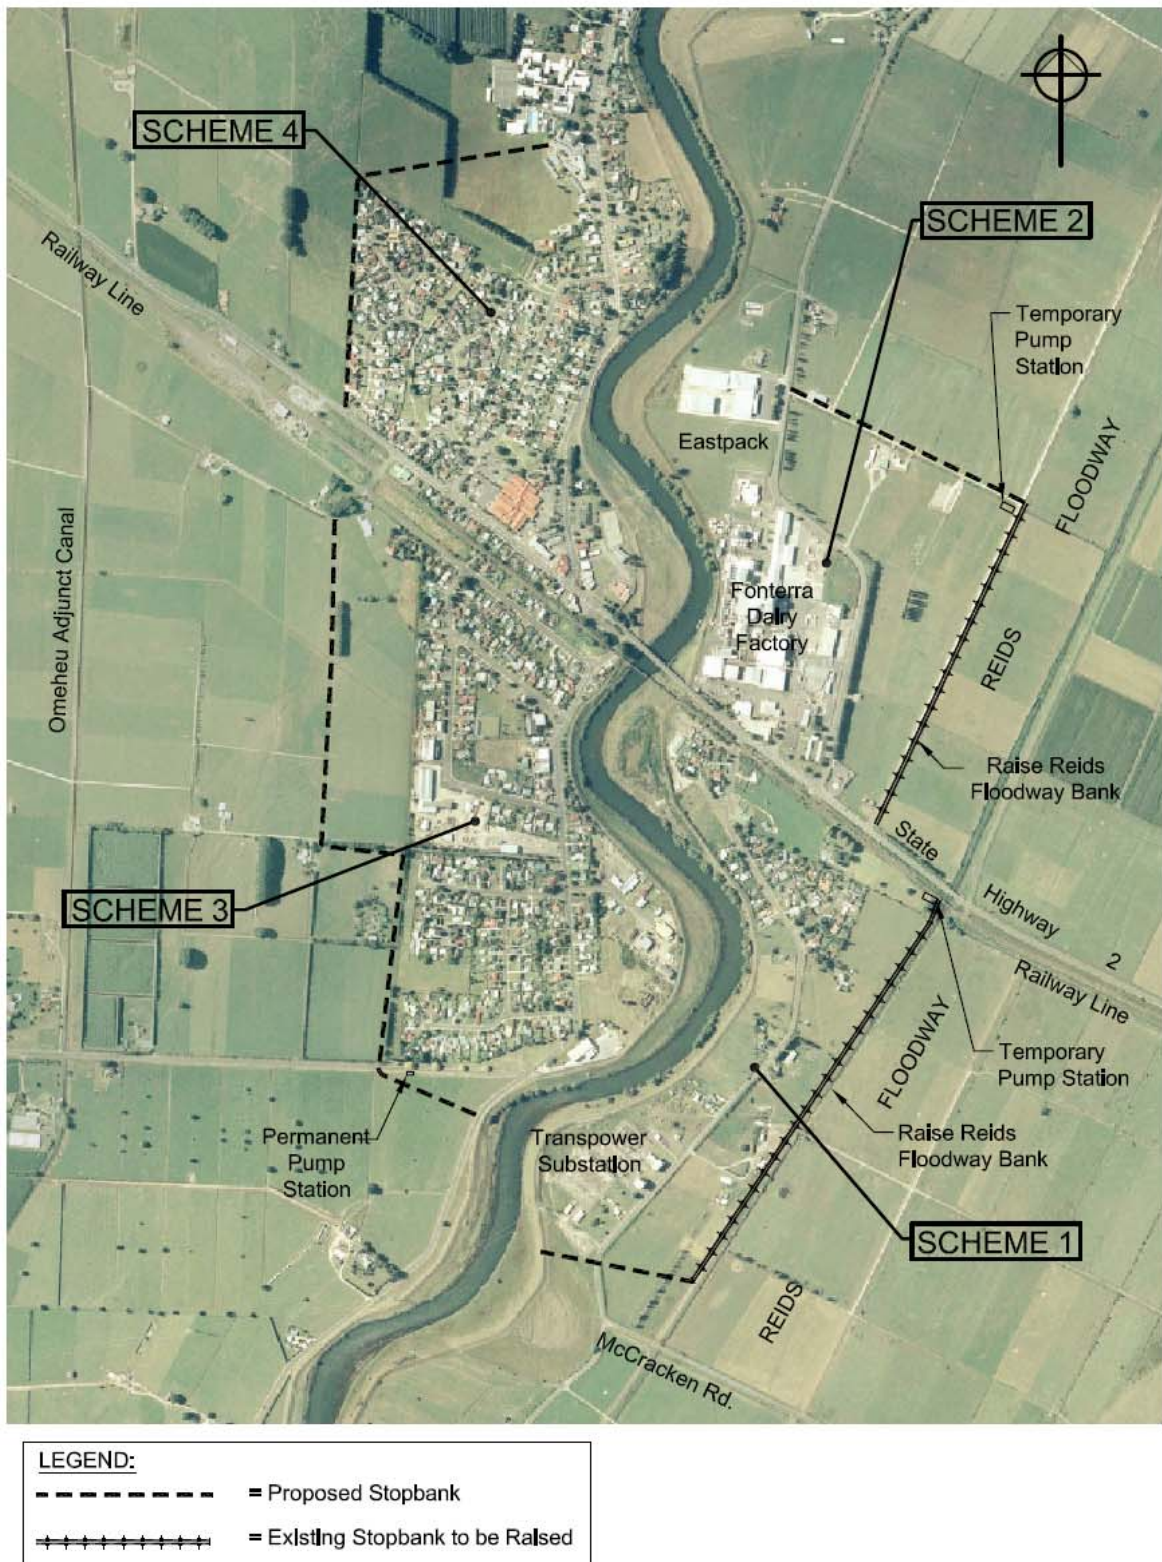 SCHEME 4
SCHEME 2
Railway Line
Temporary
Pump
Station
FLOODWAY
Eastpack
Omeheu Adjunct Canal
Fonterra
Dairy
Factory
REIDS
Raise Reids
Floodway Bank
State
Highway
2
Railway Line
SCHEME 3
FLOODWAY
Temporary
Pump Station
Permanent
Pump
Station
Transpower
Substation
Raise Reids
Floodway Bank
SCHEME 1
REIDS
McCracken Rd.
LEGEND:
= Proposed Stopbank
= Existing Stopbank to be Raised